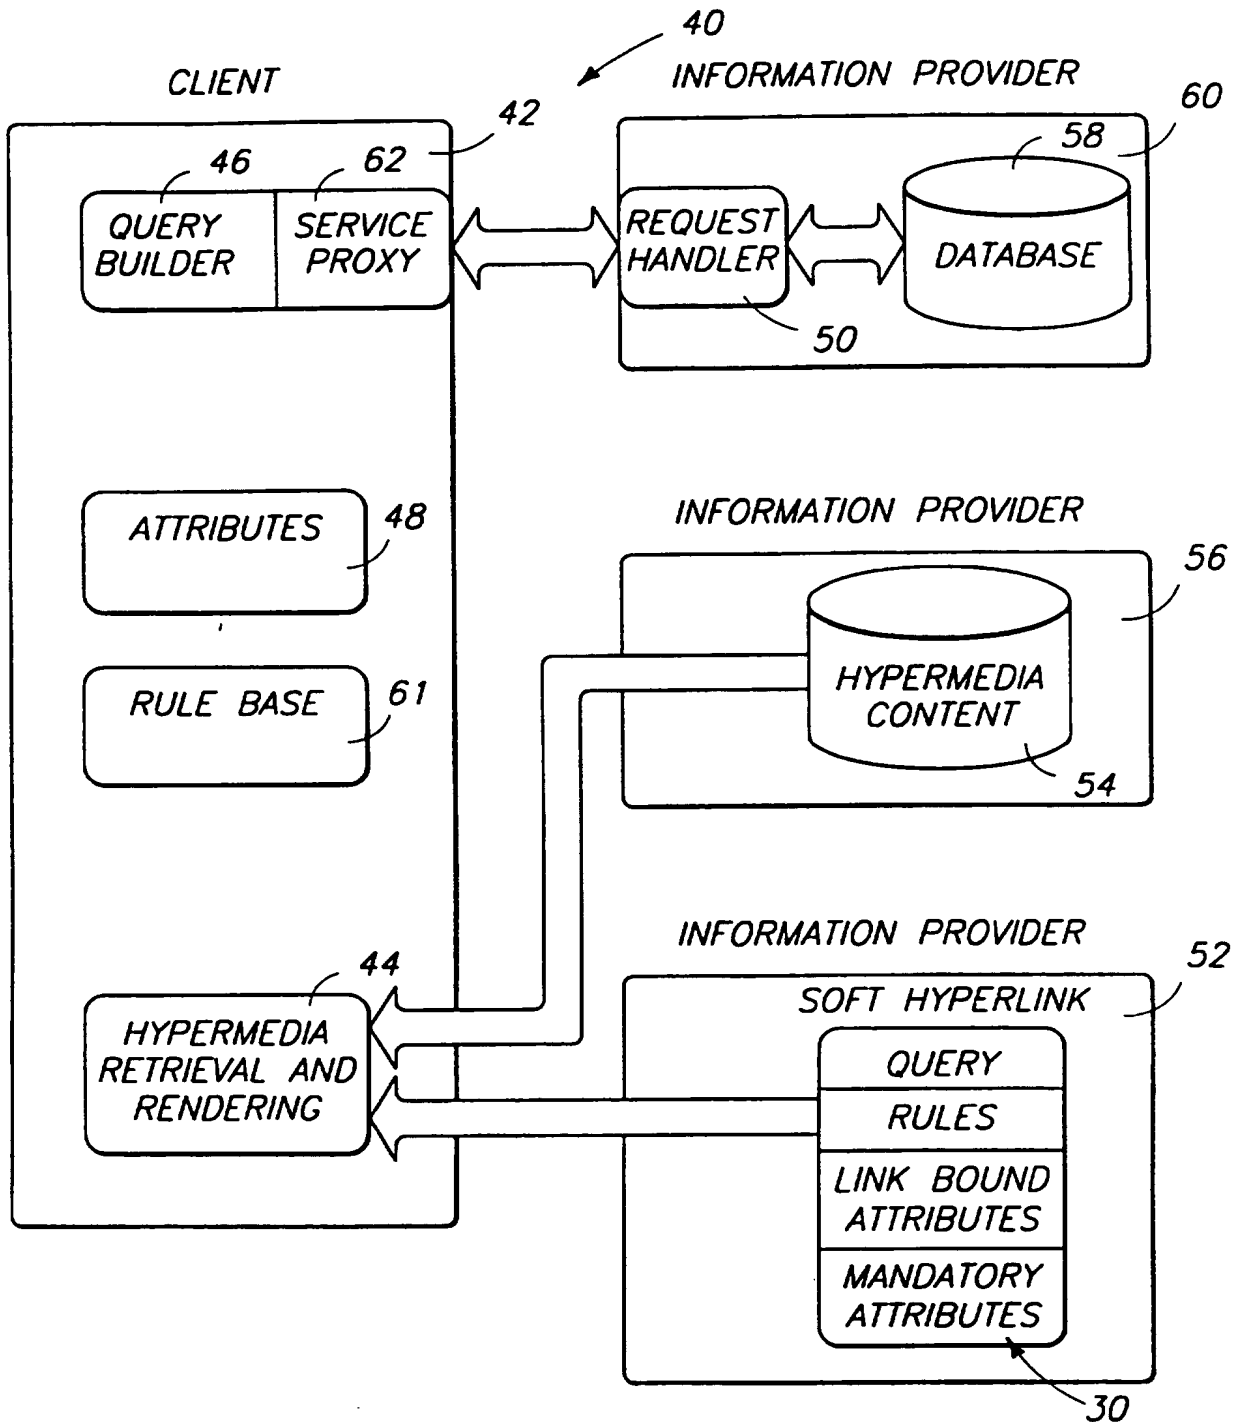 40
CLIENT
INFORMATION PROVIDER
42
60
46
62
58
QUERY
BUILDER
SERVICE
PROXY
REQUEST
HANDLER
DATABASE
50
INFORMATION PROVIDER
ATTRIBUTES
48
56
RULE BASE
61
HYPERMEDIA
CONTENT
54
INFORMATION PROVIDER
44
52
SOFT HYPERLINK
HYPERMEDIA
RETRIEVAL AND
RENDERING
QUERY
RULES
LINK BOUND
ATTRIBUTES
MANDATORY
ATTRIBUTES
30